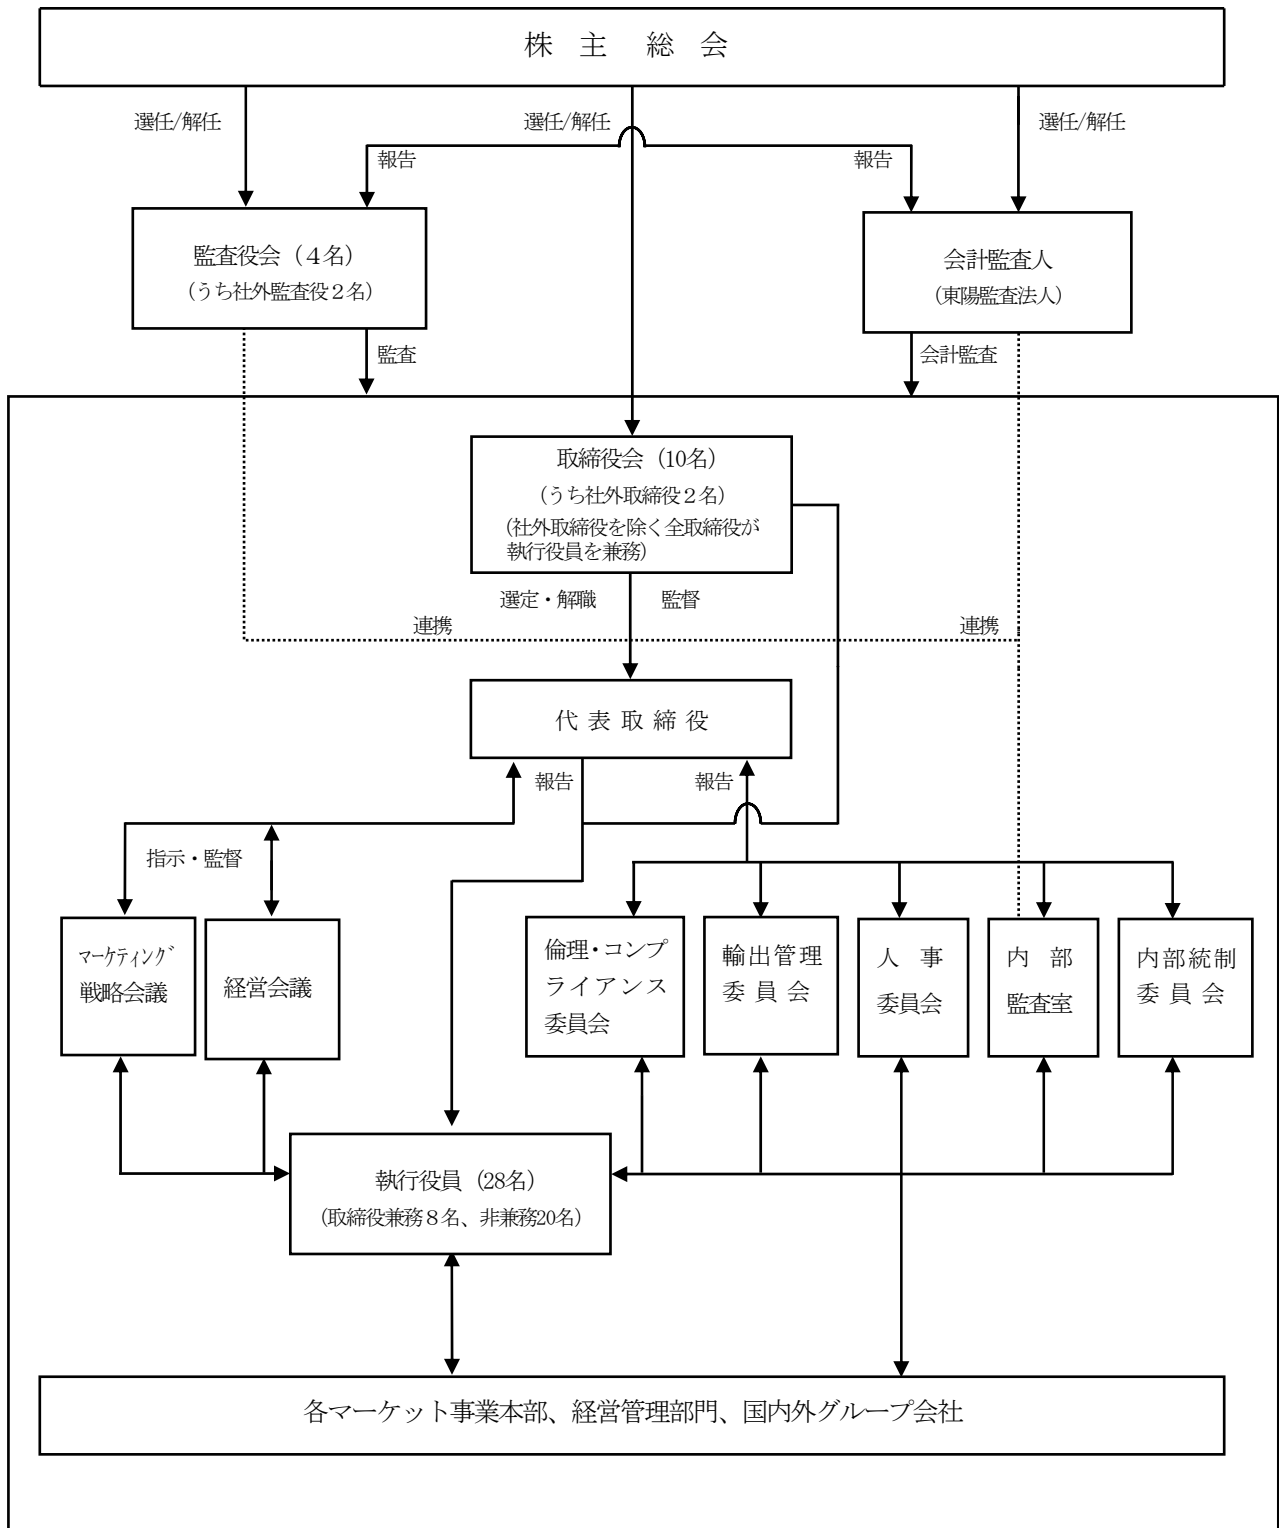 株 主 総 会
選任/解任
選任/解任
選任/解任
報告
報告
監査役会（４名）
（うち社外監査役２名）
会計監査人
（東陽監査法人）
監査
会計監査
取締役会（10名）
（うち社外取締役２名）
（社外取締役を除く全取締役が
執行役員を兼務）
選定・解職
監督
連携
連携
代 表 取 締 役
報告
報告
指示・監督
マーケティング
戦略会議
経営会議
倫理・コンプ
ライアンス
委員会
輸出管理
委 員 会
人 事
委員会
内 部
監査室
内部統制
委 員 会
執行役員（28名）
（取締役兼務８名、非兼務20名）
各マーケット事業本部、経営管理部門、国内外グループ会社